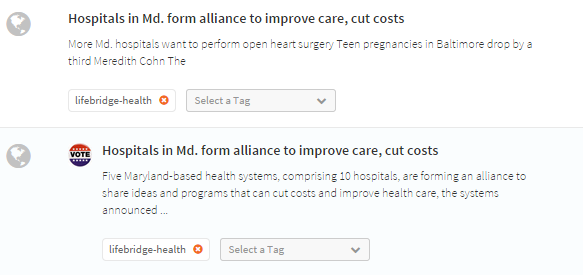 Hospitals in Md. form alliance to improve care, cut costs
More Md. hospitals want to perform open heart surgery Teen pregnancies in Baltimore drop by a
third Meredith Cohn The
lifebridge-health
Select a Tag
VOTE
Hospitals in Md. form alliance to improve care, cut costs
Five Maryland-based health systems, comprising 10 hospitals, are forming an alliance to
share ideas and programs that can cut costs and improve health care, the systems
announced ...
lifebridge-health
Select a Tag